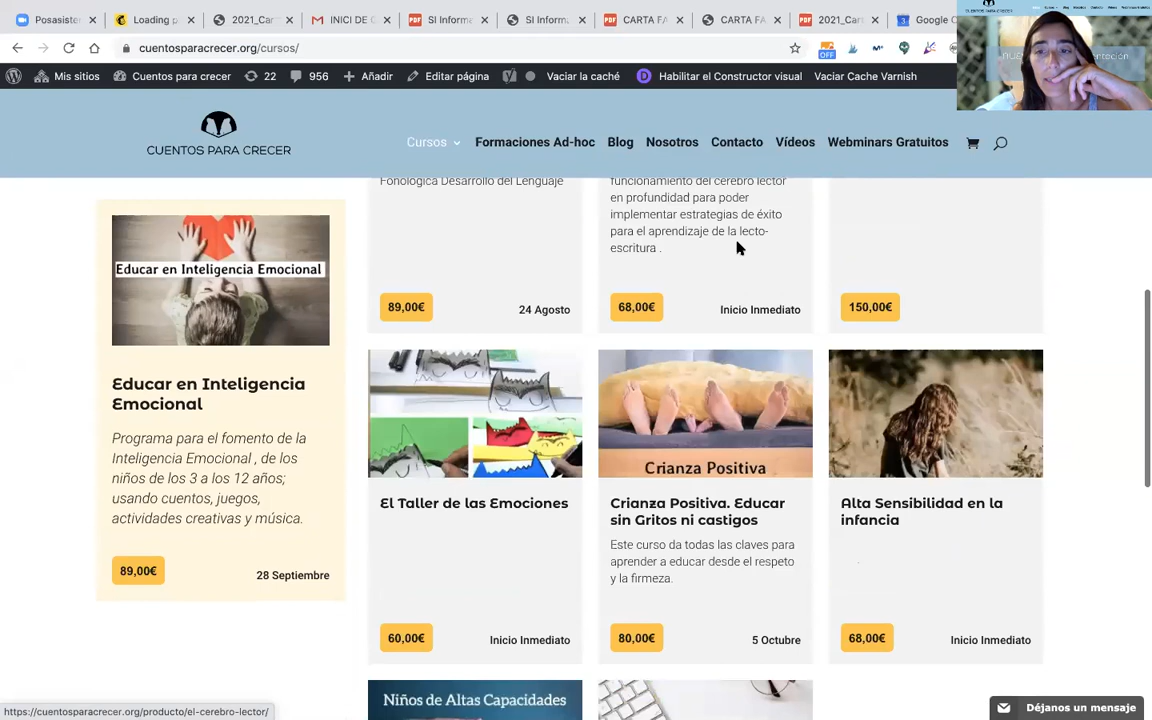 Posasister
Loading p
2021_Car
INICI DE C
SI Informe
SI Inform
CARTA FA
CARTA FA
2021_Car
Google C
cuentosparacrecer.org/cursos/
OFF
Mis sitios
Cuentos para crecer
22
956
Añadir
Editar página
Vaciar la caché
Habilitar el Constructor visual
Vaciar Cache Varnish
CUENTOS PARA CRECER
Cursos
Formaciones Ad-hoc
Blog
Nosotros
Contacto
Vídeos
Webminars Gratuitos
Educar en Inteligencia Emocional
Educar en Inteligencia
Emocional
Programa para el fomento de la
Inteligencia Emocional , de los
niños de los 3 a los 12 años;
usando cuentos, juegos,
actividades creativas y música.
89,00€
28 Septiembre
Fonológica Desarrollo del Lenguaje
89,00€
24 Agosto
funcionamiento del cerebro lector
en profundidad para poder
implementar estrategias de éxito
para el aprendizaje de la lecto-
escritura .
68,00€
Inicio Inmediato
150,00€
El Taller de las Emociones
60,00€
Inicio Inmediato
Crianza Positiva
Crianza Positiva. Educar
sin Gritos ni castigos
Este curso da todas las claves para
aprender a educar desde el respeto
y la firmeza.
80,00€
5 Octubre
Alta Sensibilidad en la
infancia
68,00€
Inicio Inmediato
Niños de Altas Capacidades
https://cuentosparacrecer.org/producto/el-cerebro-lector/
Déjanos un mensaje